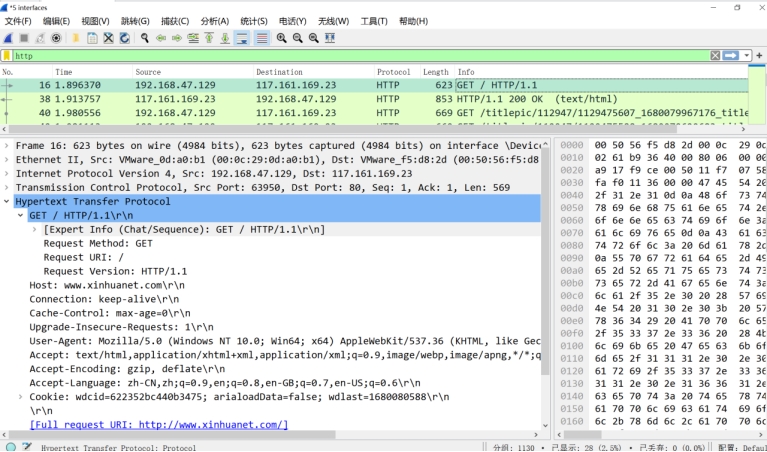 *5 interfaces
文件(F) 编辑(E) 视图(V) 跳转(G) 捕获(C) 分析(A) 统计(S) 电话(Y) 无线(W) 工具(T) 帮助(H)
http
No. Time Source Destination Protocol Length Info
16 1.896370 192.168.47.129 117.161.169.23 HTTP 623 GET / HTTP/1.1
38 1.913757 117.161.169.23 192.168.47.129 HTTP 853 HTTP/1.1 200 OK (text/html)
40 1.980556 192.168.47.129 117.161.169.23 HTTP 669 GET /titlepic/112947/1129475607_1680079967176_title
Frame 16: 623 bytes on wire (4984 bits), 623 bytes captured (4984 bits) on interface \Device
Ethernet II, Src: VMware_0d:a0:b1 (00:0c:29:0d:a0:b1), Dst: VMware_f5:d8:2d (00:50:56:f5:d8
Internet Protocol Version 4, Src: 192.168.47.129, Dst: 117.161.169.23
Transmission Control Protocol, Src Port: 63950, Dst Port: 80, Seq: 1, Ack: 1, Len: 569
Hypertext Transfer Protocol
GET / HTTP/1.1\r\n
[Expert Info (Chat/Sequence): GET / HTTP/1.1\r\n]
Request Method: GET
Request URI: /
Request Version: HTTP/1.1
Host: www.xinhuanet.com\r\n
Connection: keep-alive\r\n
Cache-Control: max-age=0\r\n
Upgrade-Insecure-Requests: 1\r\n
User-Agent: Mozilla/5.0 (Windows NT 10.0; Win64; x64) AppleWebKit/537.36 (KHTML, like Gec
Accept: text/html,application/xhtml+xml,application/xml;q=0.9,image/webp,image/apng,*/*;q
Accept-Encoding: gzip, deflate\r\n
Accept-Language: zh-CN,zh;q=0.9,en;q=0.8,en-GB;q=0.7,en-US;q=0.6\r\n
Cookie: wdcid=622352bc440b3475; arialoadData=false; wdlast=1680080588\r\n
\r\n
[Full request URI: http://www.xinhuanet.com/]
0000 00 50 56 f5 d8 2d 00 0c 29 0d
0010 02 61 b9 36 40 00 80 06 00 00
0020 a9 17 f9 ce 00 50 11 f7 07 58
0030 fa f0 11 36 00 00 47 45 54 20
0040 2f 31 2e 31 0d 0a 48 6f 73 74
0050 78 69 6e 68 75 61 6e 65 74 2e
0060 6f 6e 6e 65 63 74 69 6f 6e 3a
0070 61 6c 69 76 65 0d 0a 43 61 63
0080 74 72 6f 6c 3a 20 6d 61 78 2d
0090 0a 55 70 67 72 61 64 65 2d 49
00a0 65 2d 52 65 71 75 65 73 74 73
00b0 73 65 72 2d 41 67 65 6e 74 3a
00c0 6c 61 2f 35 2e 30 20 28 57 69
00d0 4e 54 20 31 30 2e 30 3b 20 57
00e0 78 36 34 29 20 41 70 70 6c 65
00f0 2f 35 33 37 2e 33 36 20 28 4b
0100 6c 69 6b 65 20 47 65 63 6b 6f
0110 6d 65 2f 31 31 31 2e 30 2e 30
0120 61 72 69 2f 35 33 37 2e 33 36
0130 31 31 2e 30 2e 31 36 36 31 2e
0140 63 65 70 74 3a 20 74 65 78 74
0150 61 70 70 6c 69 63 61 74 69 6f
0160 6c 2b 78 6d 6c 2c 61 70 70 6c
Hypertext Transfer Protocol: Protocol 分组: 1130 • 已显示: 28 (2.5%) • 已丢弃: 0 (0.0%) 配置: Defaul